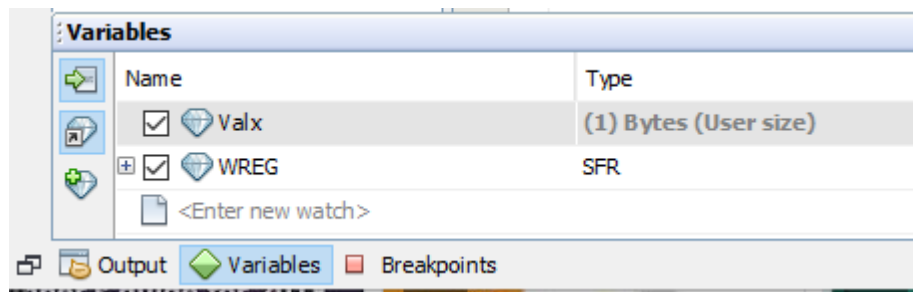 Variables
Name Type
Valx (1) Bytes (User size)
WREG SFR
<Enter new watch>
Output Variables Breakpoints